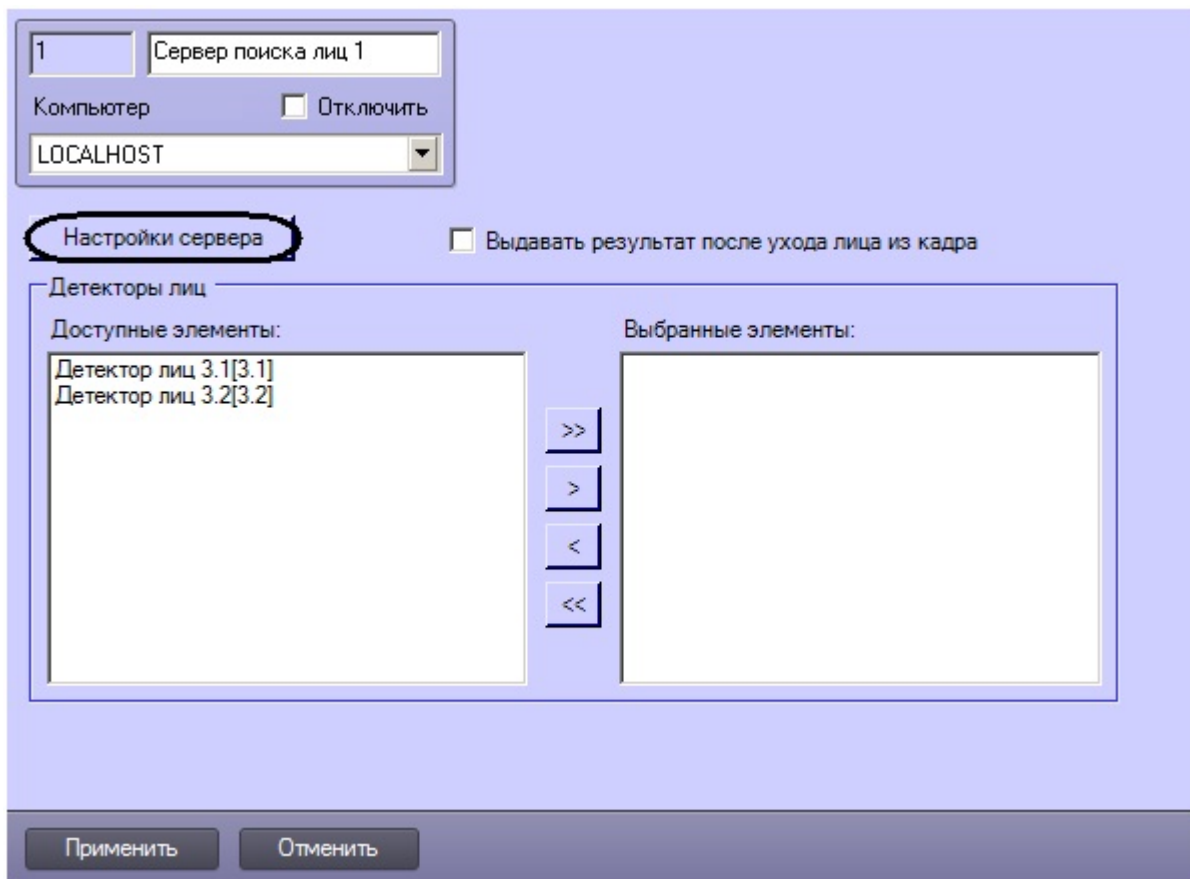 1
Сервер поиска лиц 1
Компьютер
Отключить
LOCALHOST
Настройки сервера
Выдавать результат после ухода лица из кадра
Детекторы лиц
Доступные элементы:
Выбранные элементы:
Детектор лиц 3.1[3.1]
Детектор лиц 3.2[3.2]
>>
>
<
<<
Применить
Отменить